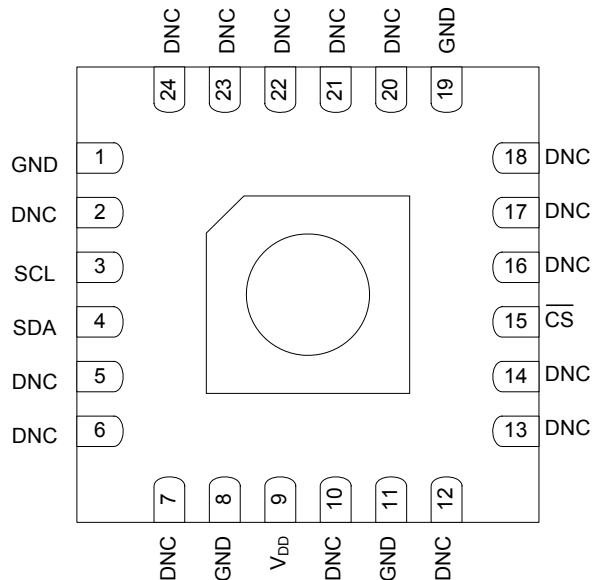 DNC DNC DNC DNC DNC GND
24 23 22 21 20 19
GND 1 18 DNC
DNC 2 17 DNC
SCL 3 16 DNC
SDA 4 15 C̅S̅
DNC 5 14 DNC
DNC 6 13 DNC
7 8 9 10 11 12
DNC GND VDD DNC GND DNC